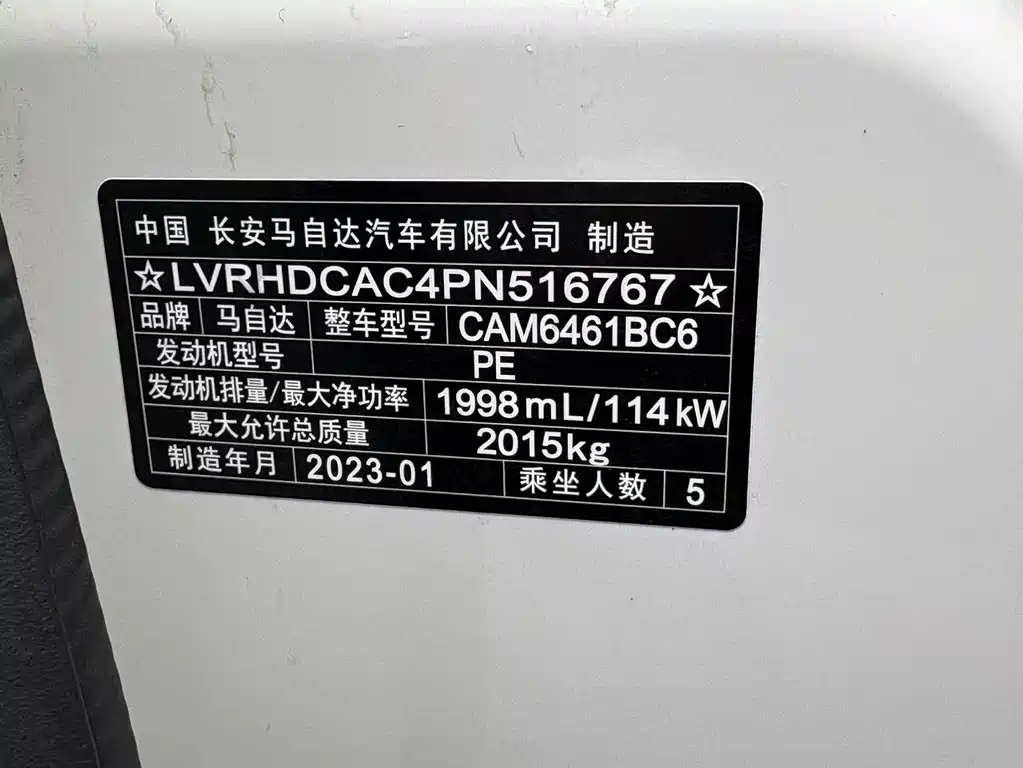 中国 长安马自达汽车有限公司 制造
☆LVRHDCAC4PN516767☆
品牌 马自达 整车型号 CAM6461BC6
发动机型号 PE
发动机排量/最大净功率 1998mL/114kW
最大允许总质量 2015kg
制造年月 2023-01 乘坐人数 5